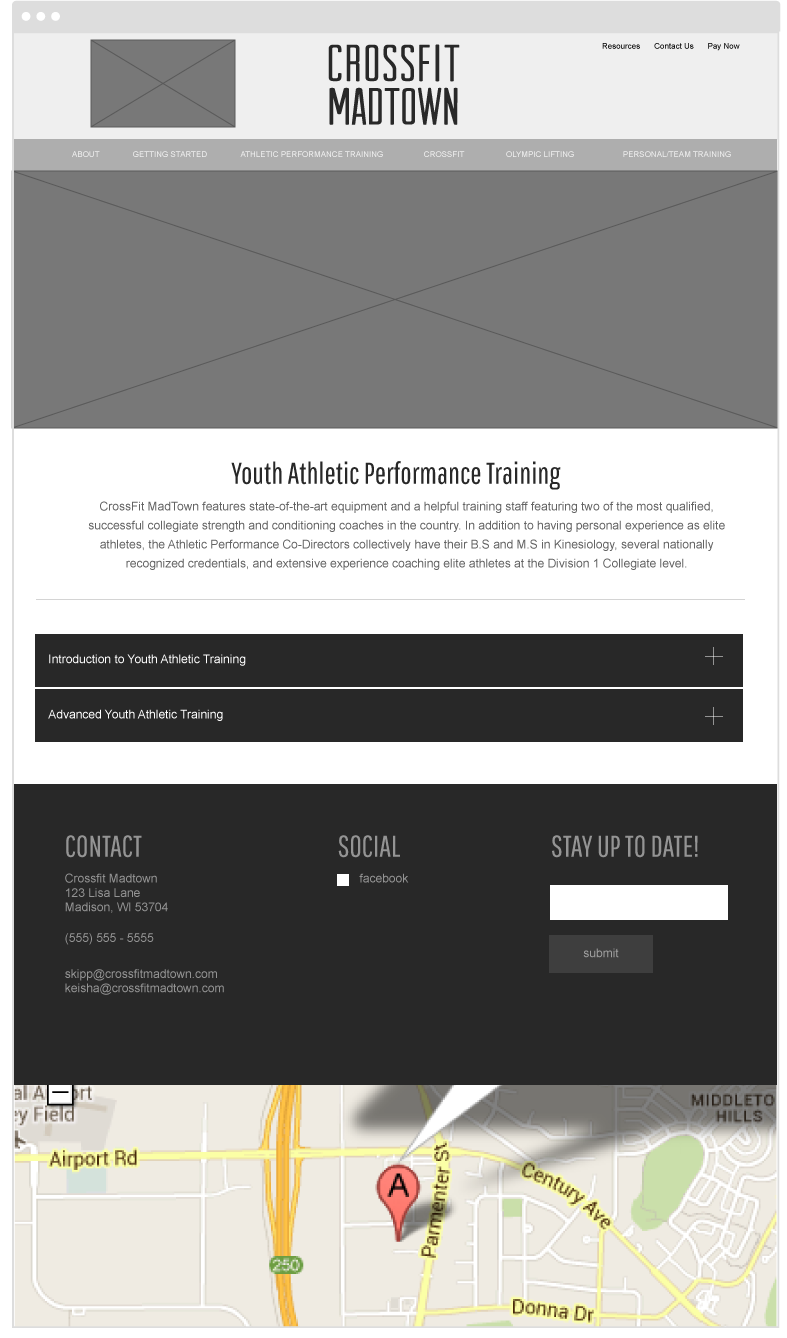 Resources Contact Us Pay Now
CROSSFIT
MADTOWN
ABOUT GETTING STARTED ATHLETIC PERFORMANCE TRAINING CROSSFIT OLYMPIC LIFTING PERSONAL/TEAM TRAINING
Youth Athletic Performance Training
CrossFit MadTown features state-of-the-art equipment and a helpful training staff featuring two of the most qualified,
successful collegiate strength and conditioning coaches in the country. In addition to having personal experience as elite
athletes, the Athletic Performance Co-Directors collectively have their B.S and M.S in Kinesiology, several nationally
recognized credentials, and extensive experience coaching elite athletes at the Division 1 Collegiate level.
Introduction to Youth Athletic Training
Advanced Youth Athletic Training
CONTACT
Crossfit Madtown
123 Lisa Lane
Madison, WI 53704
(555) 555 - 5555
skipp@crossfitmadtown.com
keisha@crossfitmadtown.com
SOCIAL
facebook
STAY UP TO DATE!
submit
ey Field
MIDDLETO
HILLS
Airport Rd
A
Parmenter St
Century Ave
250
Donna Dr